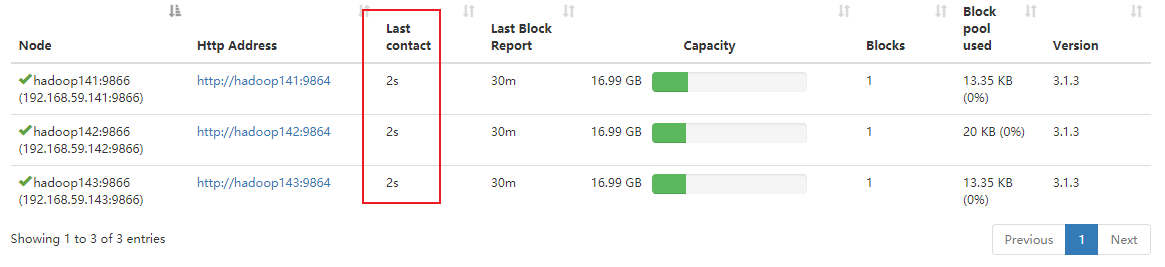 Node Http Address Last contact Last Block Report Capacity Blocks Block pool used Version
hadoop141:9866 (192.168.59.141:9866) http://hadoop141:9864 2s 30m 16.99 GB 1 13.35 KB (0%) 3.1.3
hadoop142:9866 (192.168.59.142:9866) http://hadoop142:9864 2s 30m 16.99 GB 1 20 KB (0%) 3.1.3
hadoop143:9866 (192.168.59.143:9866) http://hadoop143:9864 2s 30m 16.99 GB 1 13.35 KB (0%) 3.1.3
Showing 1 to 3 of 3 entries Previous 1 Next